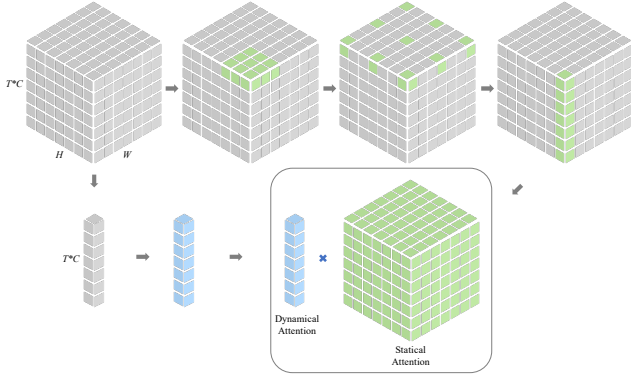 T*C
H
W
T*C
Dynamical
Attention
Statical
Attention